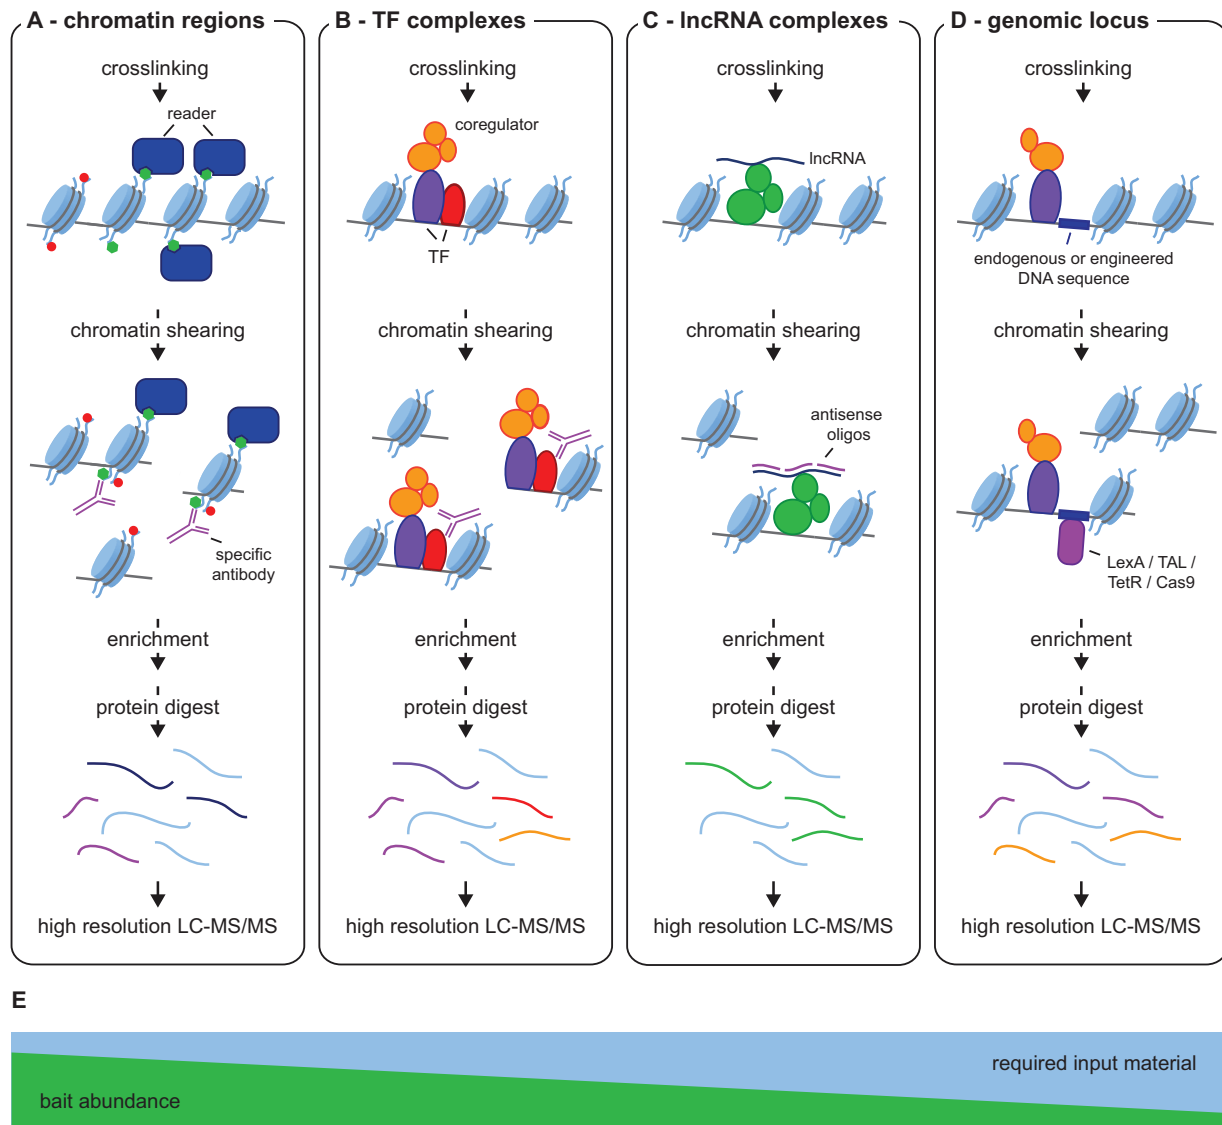 A - chromatin regions
crosslinking
reader
chromatin shearing
specific
antibody
enrichment
protein digest
high resolution LC-MS/MS
B - TF complexes
crosslinking
coregulator
TF
chromatin shearing
enrichment
protein digest
high resolution LC-MS/MS
C - lncRNA complexes
crosslinking
lncRNA
chromatin shearing
antisense
oligos
enrichment
protein digest
high resolution LC-MS/MS
D - genomic locus
crosslinking
endogenous or engineered
DNA sequence
chromatin shearing
LexA / TAL /
TetR / Cas9
enrichment
protein digest
high resolution LC-MS/MS
E
required input material
bait abundance